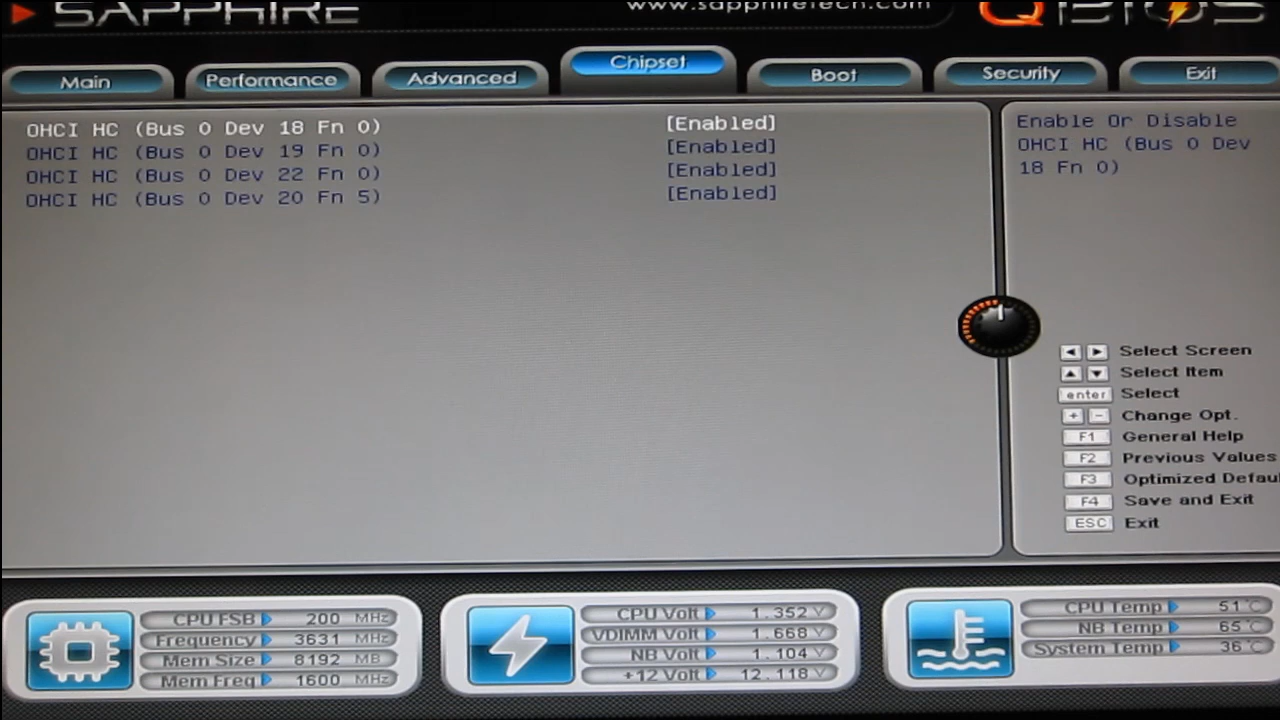 SAPPHIRE
www.sapphiretech.com
QBIOS
Main Performance Advanced Chipset Boot Security Exit
OHCI HC (Bus 0 Dev 18 Fn 0) [Enabled]
OHCI HC (Bus 0 Dev 19 Fn 0) [Enabled]
OHCI HC (Bus 0 Dev 22 Fn 0) [Enabled]
OHCI HC (Bus 0 Dev 20 Fn 5) [Enabled]
Enable Or Disable
OHCI HC (Bus 0 Dev
18 Fn 0)
Select Screen
Select Item
enter Select
+ - Change Opt.
F1 General Help
F2 Previous Values
F3 Optimized Defau
F4 Save and Exit
ESC Exit
CPU FSB 200 MHz
Frequency 3631 MHz
Mem Size 8192 MB
Mem Freq 1600 MHz
CPU Volt 1.352 V
VDIMM Volt 1.668 V
NB Volt 1.104 V
+12 Volt 12.118 V
CPU Temp 51°C
NB Temp 65°C
System Temp 36°C